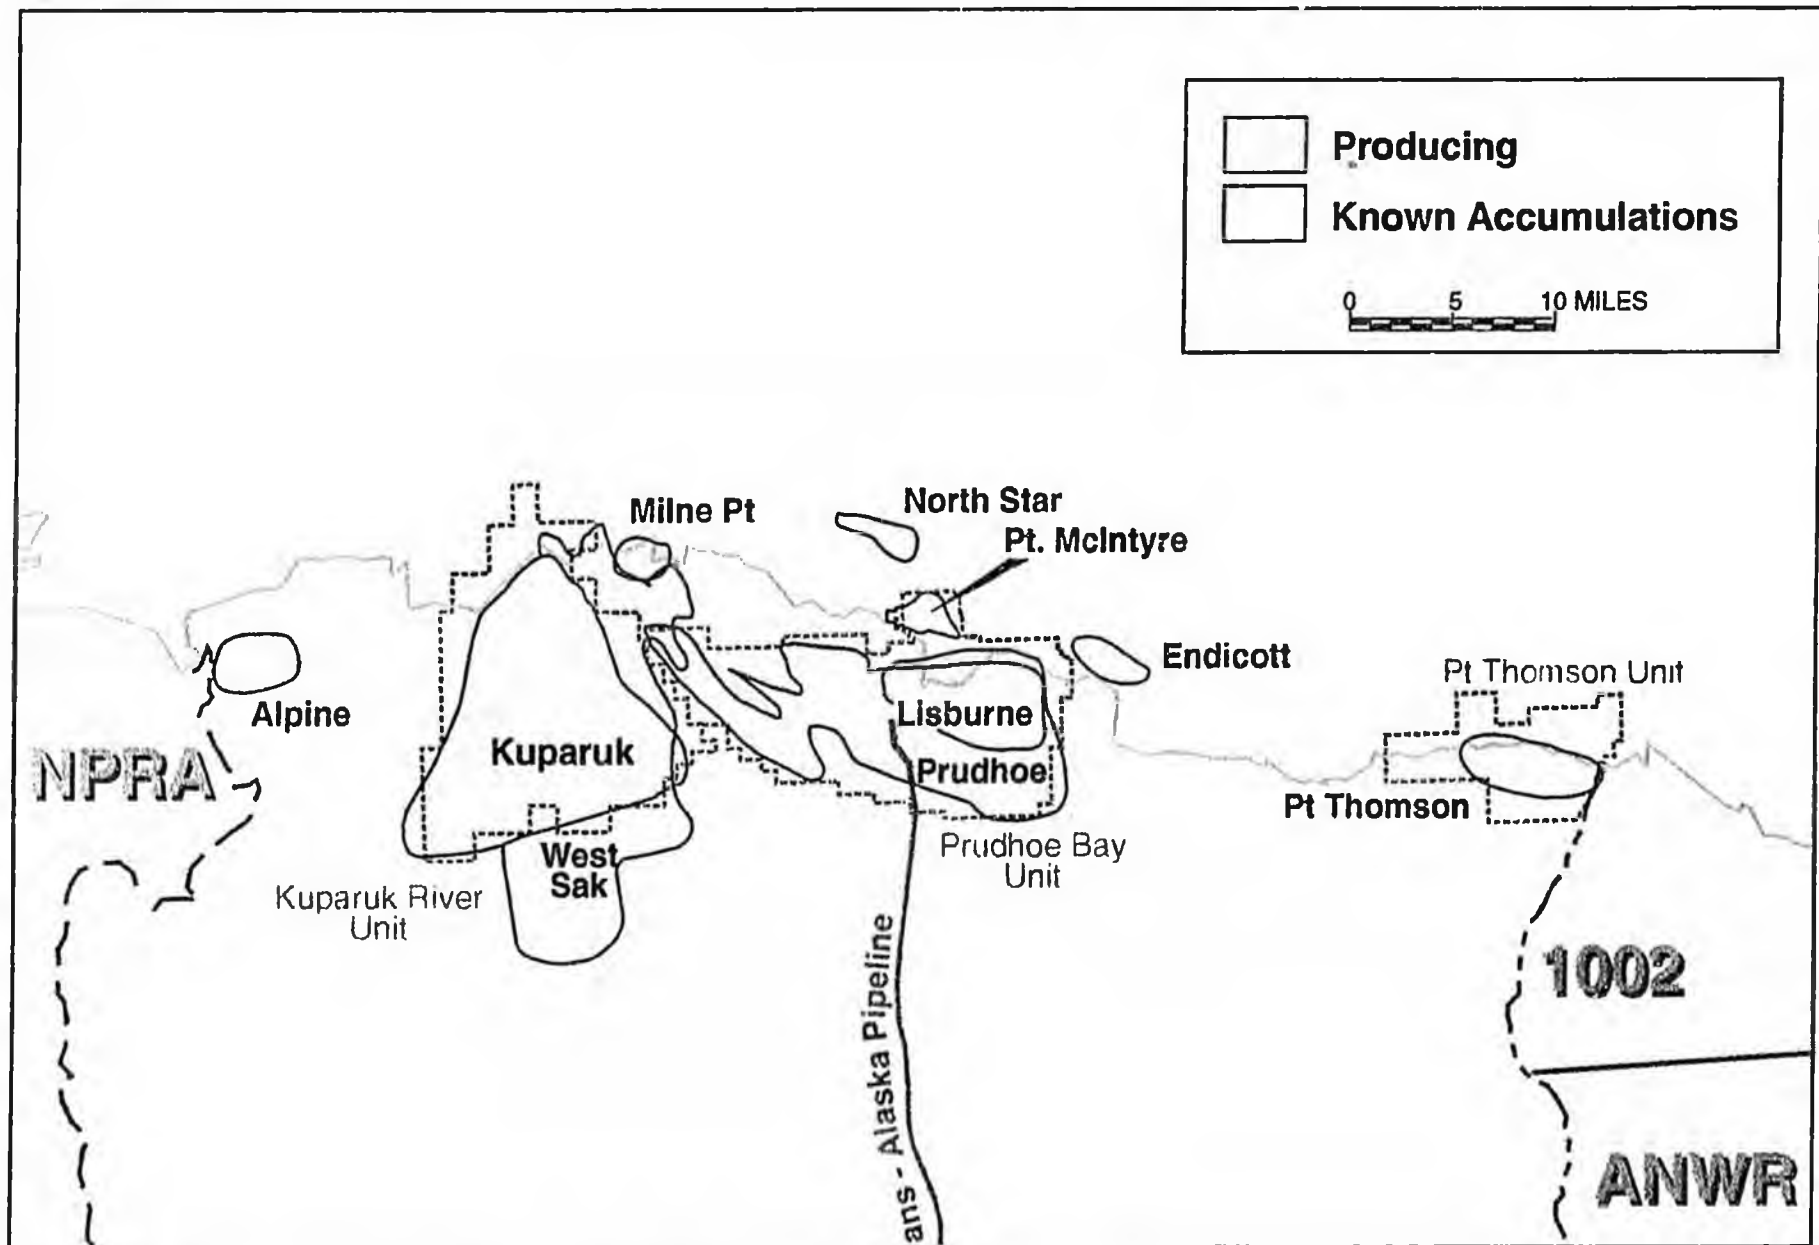 Producing
Known Accumulations
0 5 10 MILES
North Star
Milne Pt
Pt. McIntyre
Endicott
Pt Thomson Unit
Alpine
Lisburne
Kuparuk
NPRA
Prudhoe
Pt Thomson
Prudhoe Bay
Unit
West
Sak
Kuparuk River
Unit
ans - Alaska Pipeline
1002
ANWR